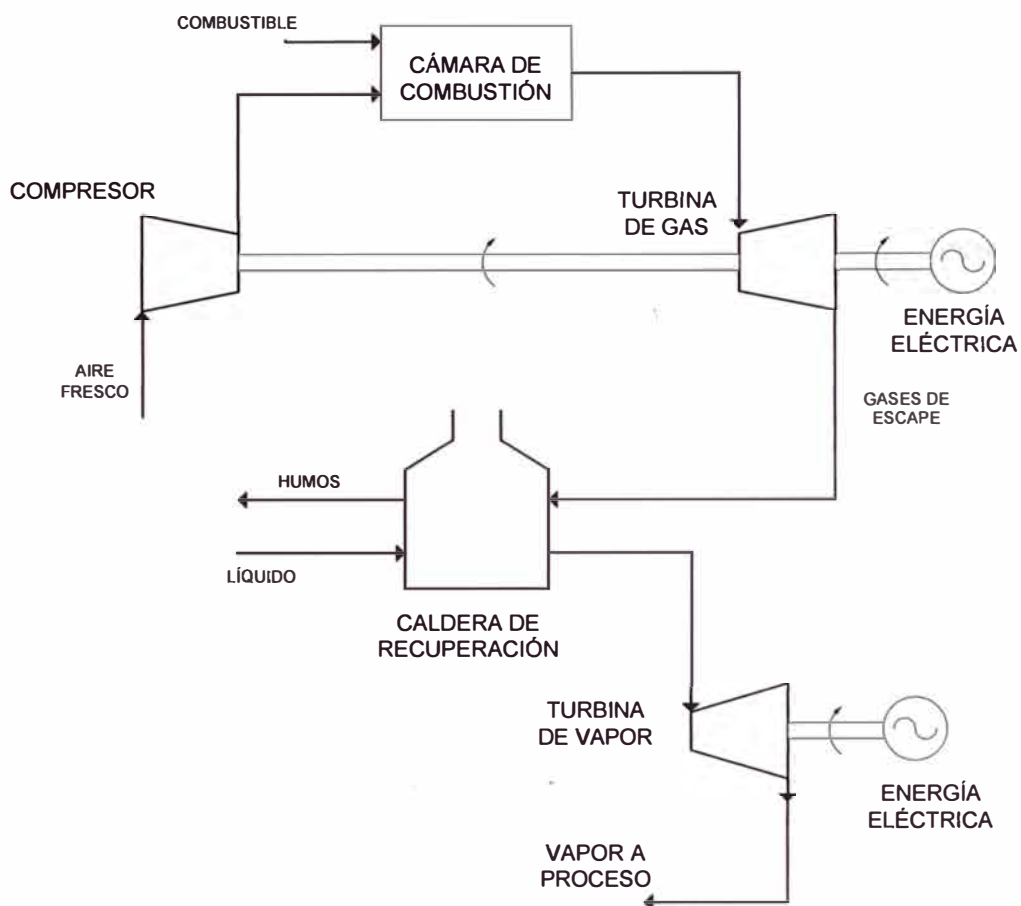 COMBUSTIBLE
CÁMARA DE
COMBUSTIÓN
COMPRESOR
TURBINA
DE GAS
ENERGÍA
ELÉCTRICA
AIRE
FRESCO
GASES DE
ESCAPE
HUMOS
LÍQUIDO
CALDERA DE
RECUPERACIÓN
TURBINA
DE VAPOR
ENERGÍA
ELÉCTRICA
VAPOR A
PROCESO